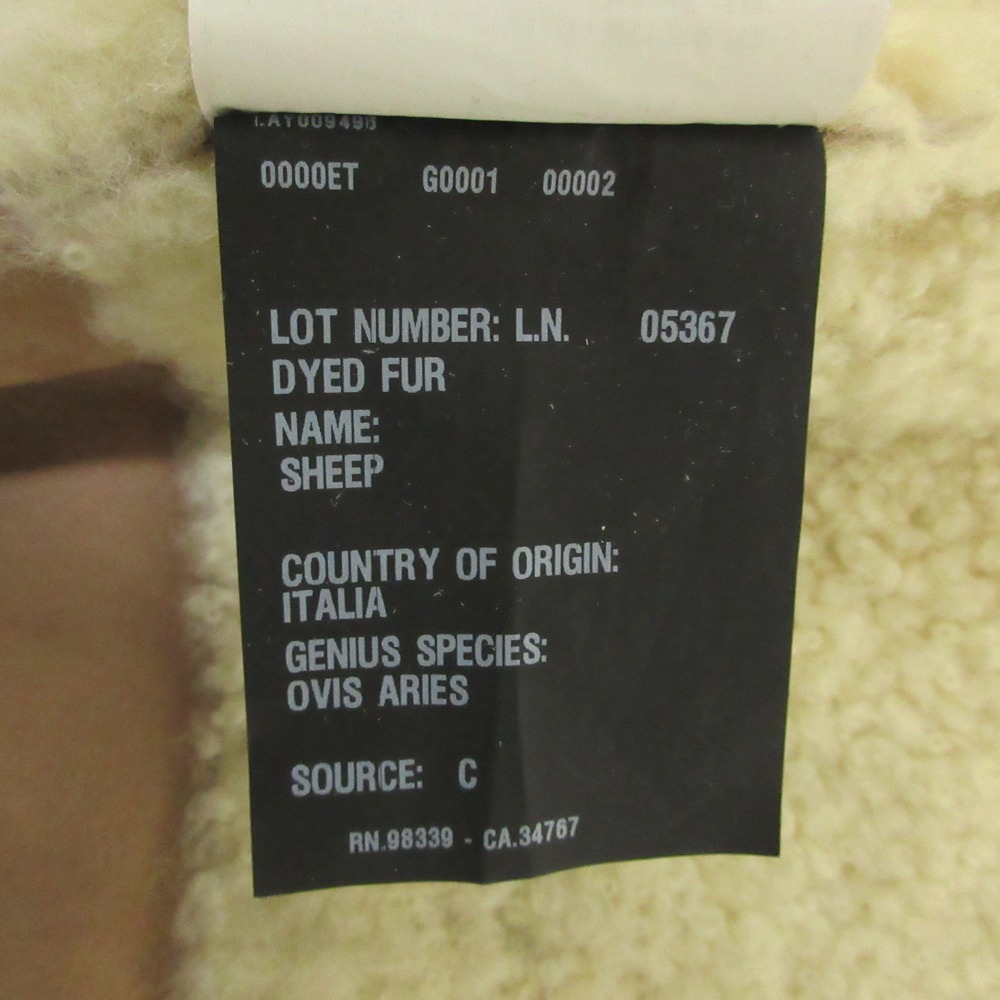 0000ET G0001 00002
LOT NUMBER: L.N. 05367
DYED FUR
NAME:
SHEEP
COUNTRY OF ORIGIN:
ITALIA
GENIUS SPECIES:
OVIS ARIES
SOURCE: C
RN.98339 - CA.34767